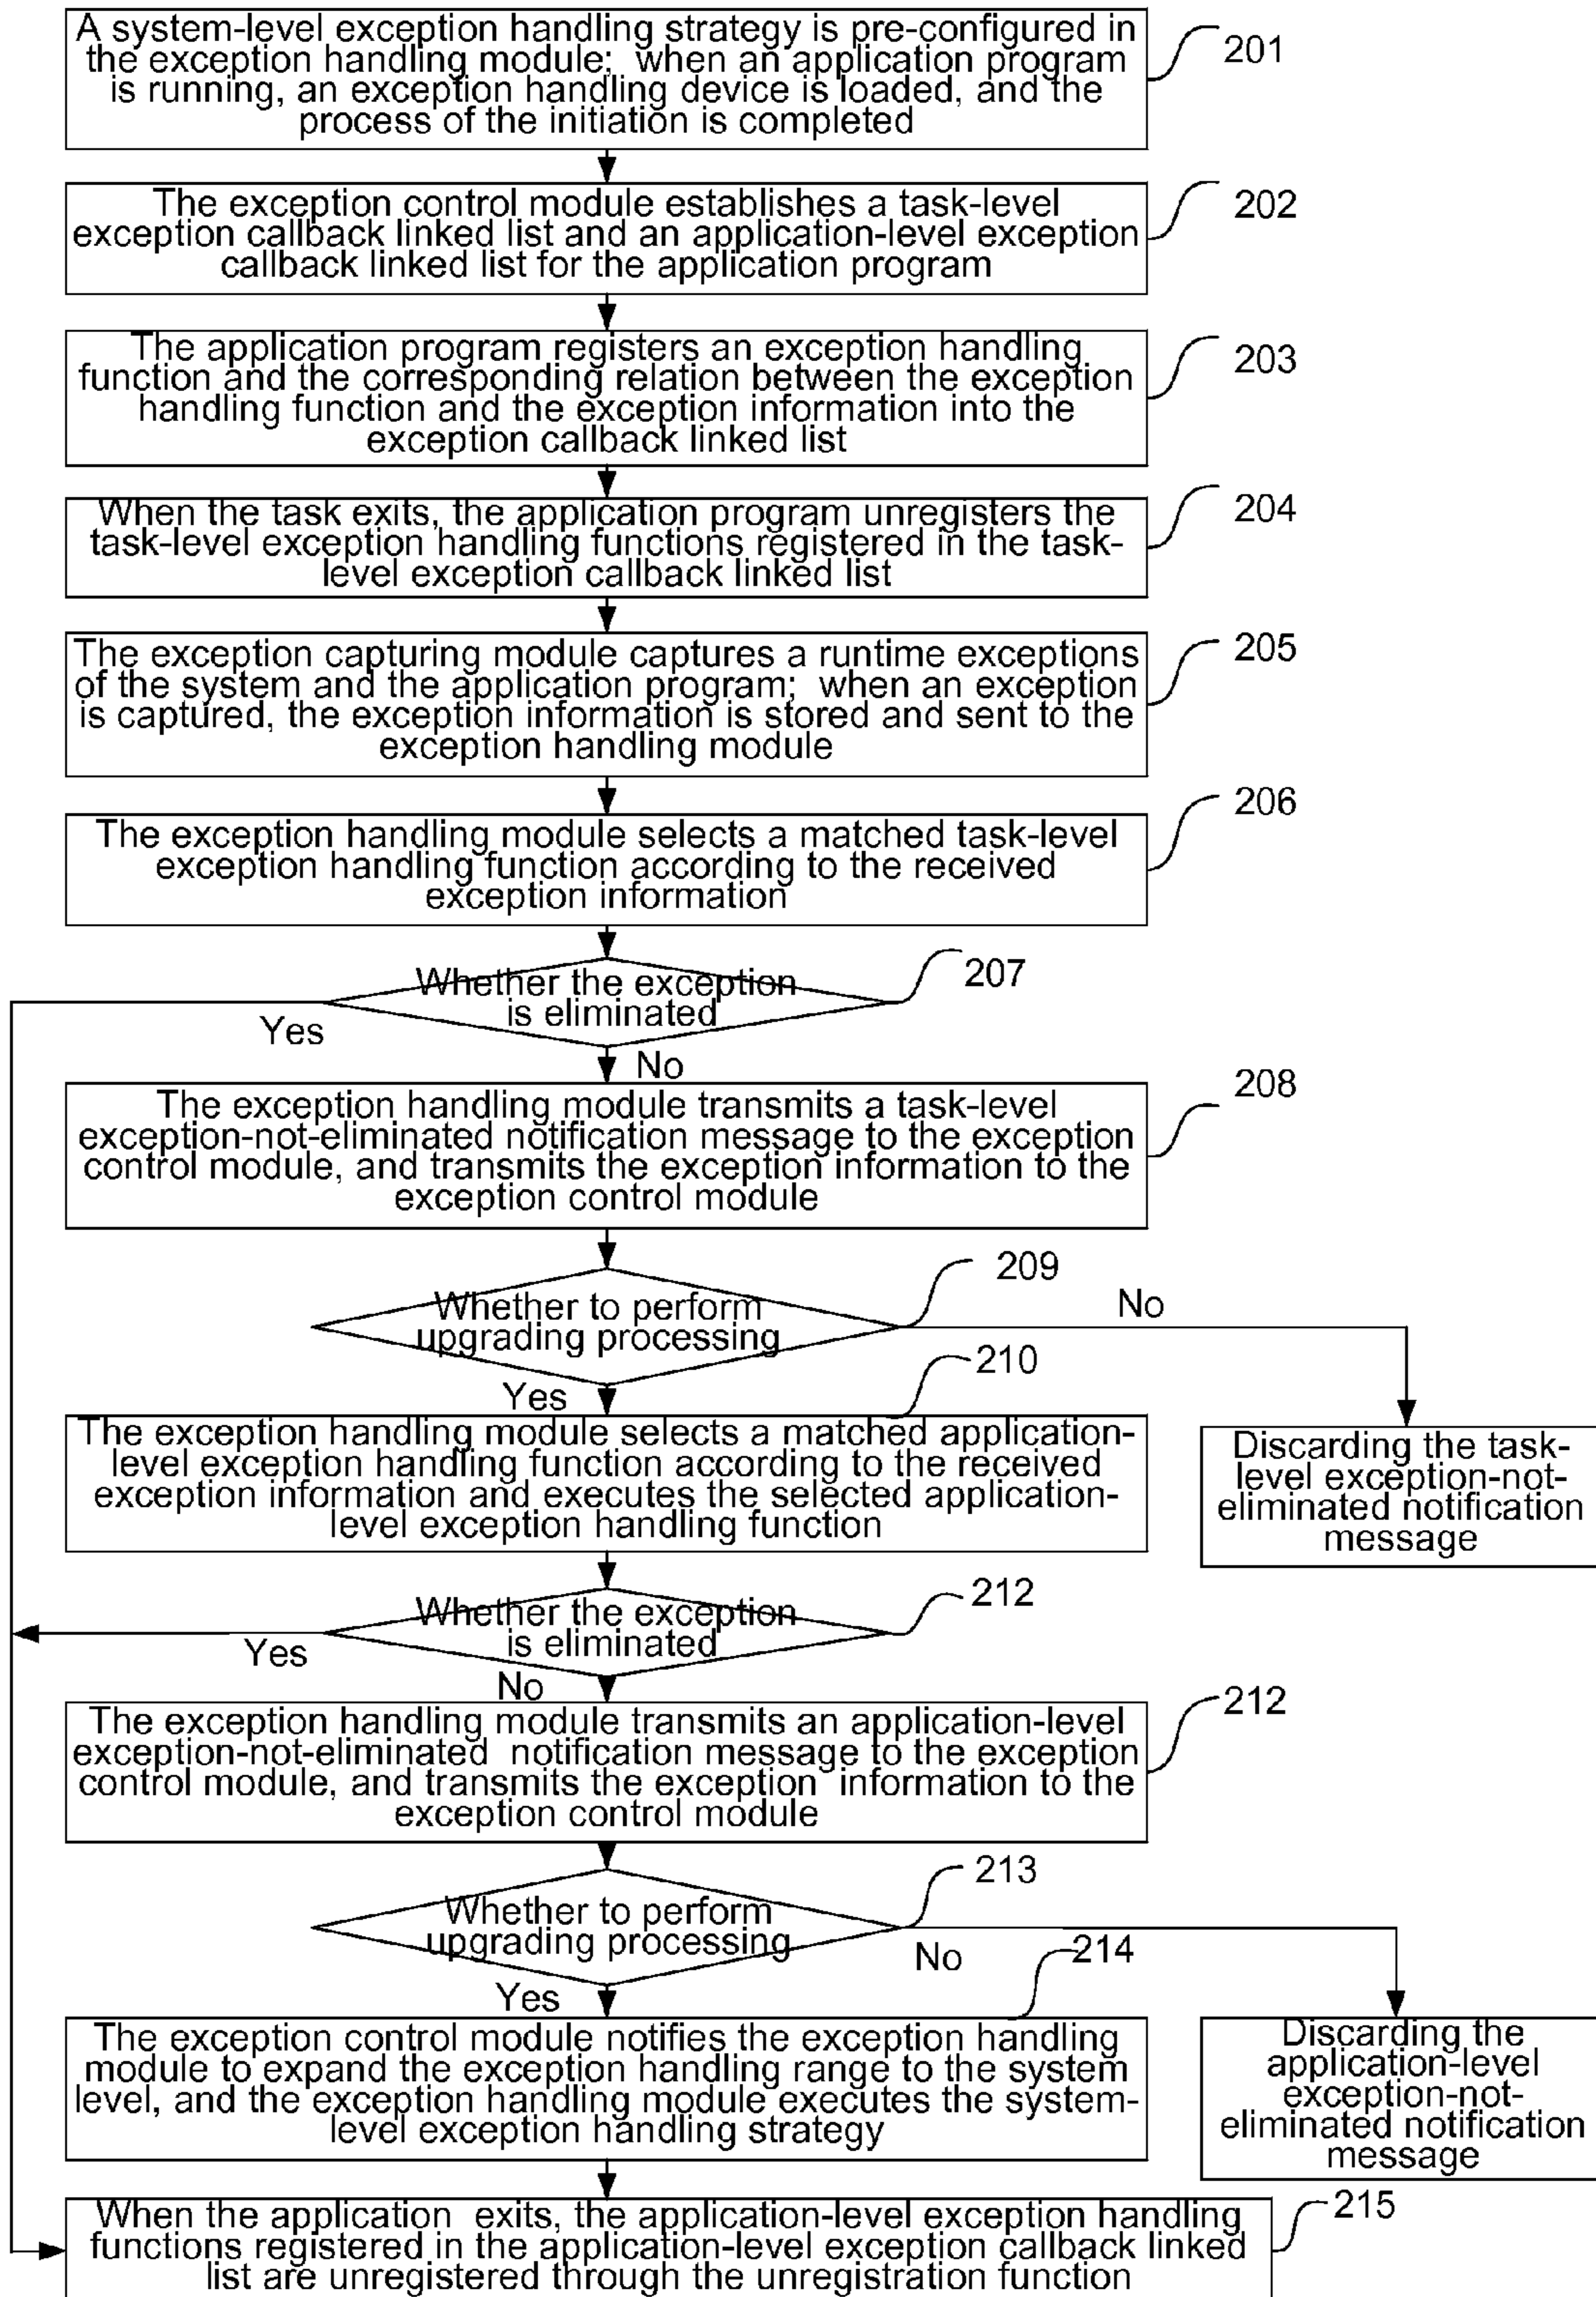 A system-level exception handling strategy is pre-configured in
the exception handling module; when an application program
is running, an exception handling device is loaded, and the
process of the initiation is completed
201
The exception control module establishes a task-level
exception callback linked list and an application-level exception
callback linked list for the application program
202
The application program registers an exception handling
function and the corresponding relation between the exception
handling function and the exception information into the
exception callback linked list
203
When the task exits, the application program unregisters the
task-level exception handling functions registered in the task-
level exception callback linked list
204
The exception capturing module captures a runtime exceptions
of the system and the application program; when an exception
is captured, the exception information is stored and sent to the
exception handling module
205
The exception handling module selects a matched task-level
exception handling function according to the received
exception information
206
Whether the exception
is eliminated
207
Yes
No
The exception handling module transmits a task-level
exception-not-eliminated notification message to the exception
control module, and transmits the exception information to the
exception control module
208
Whether to perform
upgrading processing
209
No
Yes
210
The exception handling module selects a matched application-
level exception handling function according to the received
exception information and executes the selected application-
level exception handling function
Discarding the task-
level exception-not-
eliminated notification
message
Whether the exception
is eliminated
212
Yes
No
The exception handling module transmits an application-level
exception-not-eliminated notification message to the exception
control module, and transmits the exception information to the
exception control module
212
Whether to perform
upgrading processing
213
No
Yes
214
The exception control module notifies the exception handling
module to expand the exception handling range to the system
level, and the exception handling module executes the system-
level exception handling strategy
Discarding the
application-level
exception-not-
eliminated notification
message
When the application exits, the application-level exception handling
functions registered in the application-level exception callback linked
list are unregistered through the unregistration function
215